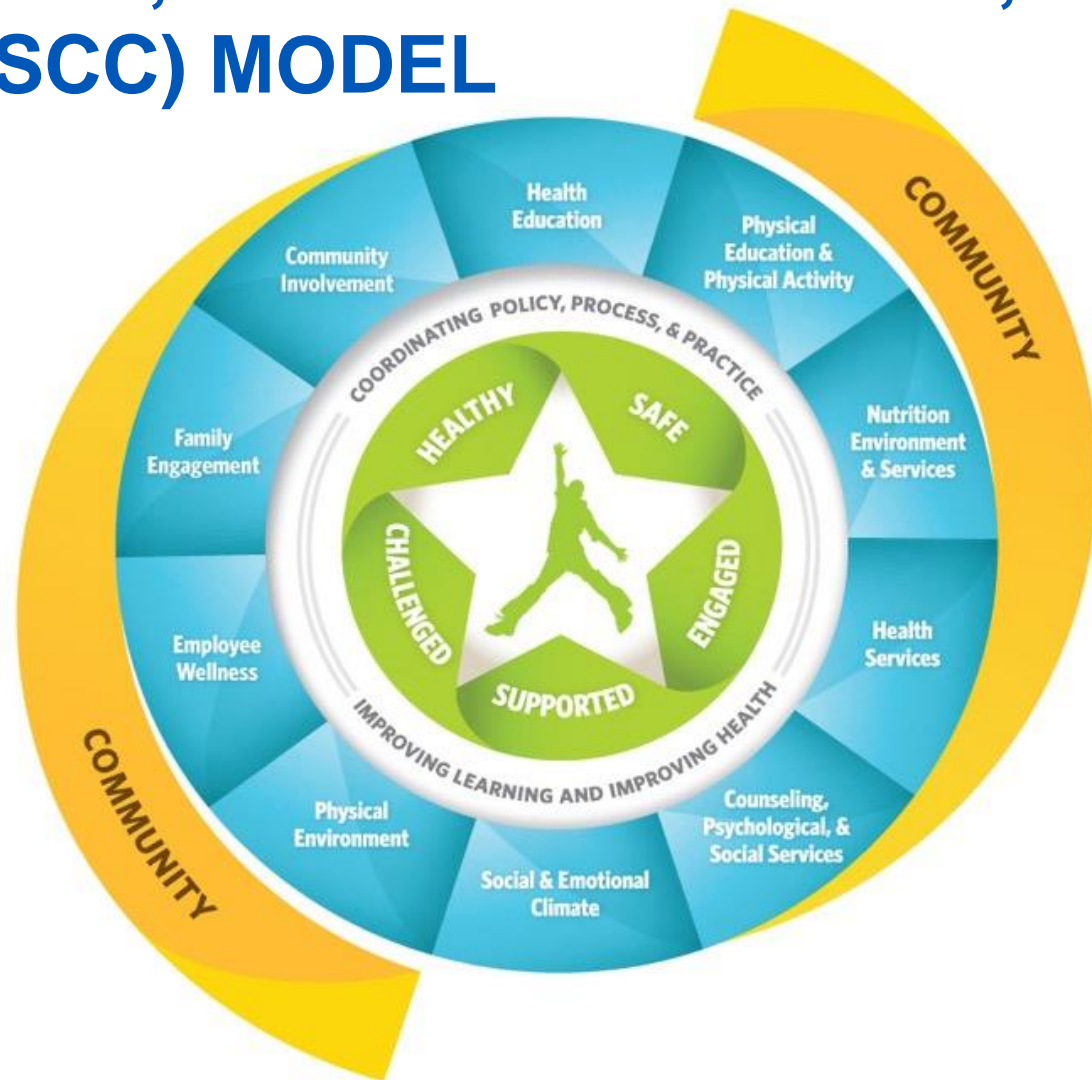 SCC) MODEL
COMMUNITY
Health
Education
Physical
Education &
Physical Activity
Nutrition
Environment
& Services
Health
Services
Counseling,
Psychological, &
Social Services
Social & Emotional
Climate
Physical
Environment
Employee
Wellness
Family
Engagement
Community
Involvement
COORDINATING POLICY, PROCESS, & PRACTICE
IMPROVING LEARNING AND IMPROVING HEALTH
HEALTHY
SAFE
ENGAGED
SUPPORTED
CHALLENGED
COMMUNITY